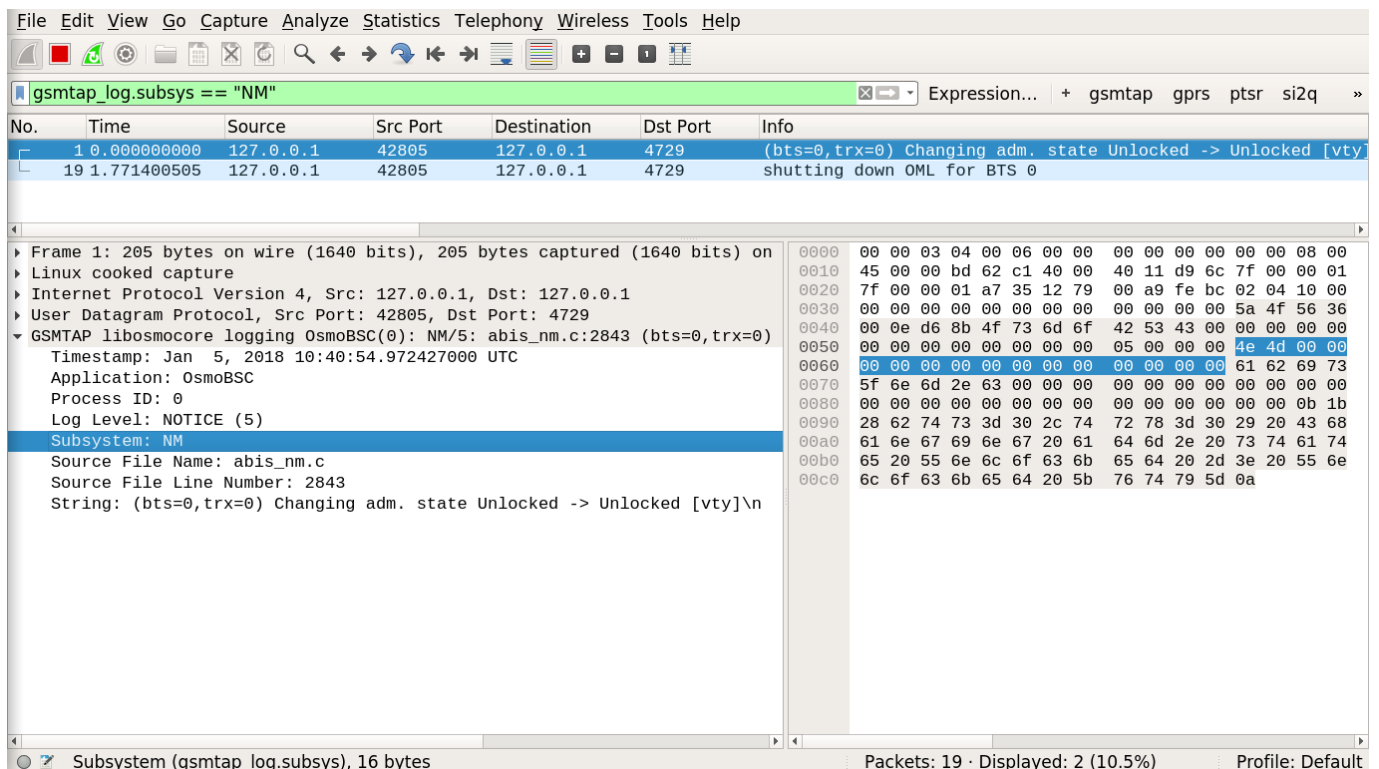 File Edit View Go Capture Analyze Statistics Telephony Wireless Tools Help
gsmtap_log.subsys == "NM" Expression... + gsmtap gprs ptsr si2q »
No. Time Source Src Port Destination Dst Port Info
1 0.000000000 127.0.0.1 42805 127.0.0.1 4729 (bts=0,trx=0) Changing adm. state Unlocked -> Unlocked [vty]
19 1.771400505 127.0.0.1 42805 127.0.0.1 4729 shutting down OML for BTS 0
Frame 1: 205 bytes on wire (1640 bits), 205 bytes captured (1640 bits) on
Linux cooked capture
Internet Protocol Version 4, Src: 127.0.0.1, Dst: 127.0.0.1
User Datagram Protocol, Src Port: 42805, Dst Port: 4729
GSMTAP libosmocore logging OsmoBSC(0): NM/5: abis_nm.c:2843 (bts=0,trx=0)
Timestamp: Jan  5, 2018 10:40:54.972427000 UTC
Application: OsmoBSC
Process ID: 0
Log Level: NOTICE (5)
Subsystem: NM
Source File Name: abis_nm.c
Source File Line Number: 2843
String: (bts=0,trx=0) Changing adm. state Unlocked -> Unlocked [vty]\n
0000 00 00 03 04 00 06 00 00 00 00 00 00 00 00 08 00
0010 45 00 00 bd 62 c1 40 00 40 11 d9 6c 7f 00 00 01
0020 7f 00 00 01 a7 35 12 79 00 a9 fe bc 02 04 10 00
0030 00 00 00 00 00 00 00 00 00 00 00 00 5a 4f 56 36
0040 00 0e d6 8b 4f 73 6d 6f 42 53 43 00 00 00 00 00
0050 00 00 00 00 00 00 00 00 05 00 00 00 4e 4d 00 00
0060 00 00 00 00 00 00 00 00 00 00 00 00 61 62 69 73
0070 5f 6e 6d 2e 63 00 00 00 00 00 00 00 00 00 00 00
0080 00 00 00 00 00 00 00 00 00 00 00 00 00 00 0b 1b
0090 28 62 74 73 3d 30 2c 74 72 78 3d 30 29 20 43 68
00a0 61 6e 67 69 6e 67 20 61 64 6d 2e 20 73 74 61 74
00b0 65 20 55 6e 6c 6f 63 6b 65 64 20 2d 3e 20 55 6e
00c0 6c 6f 63 6b 65 64 20 5b 76 74 79 5d 0a
Subsystem (gsmtap_log.subsys), 16 bytes Packets: 19 · Displayed: 2 (10.5%) Profile: Default